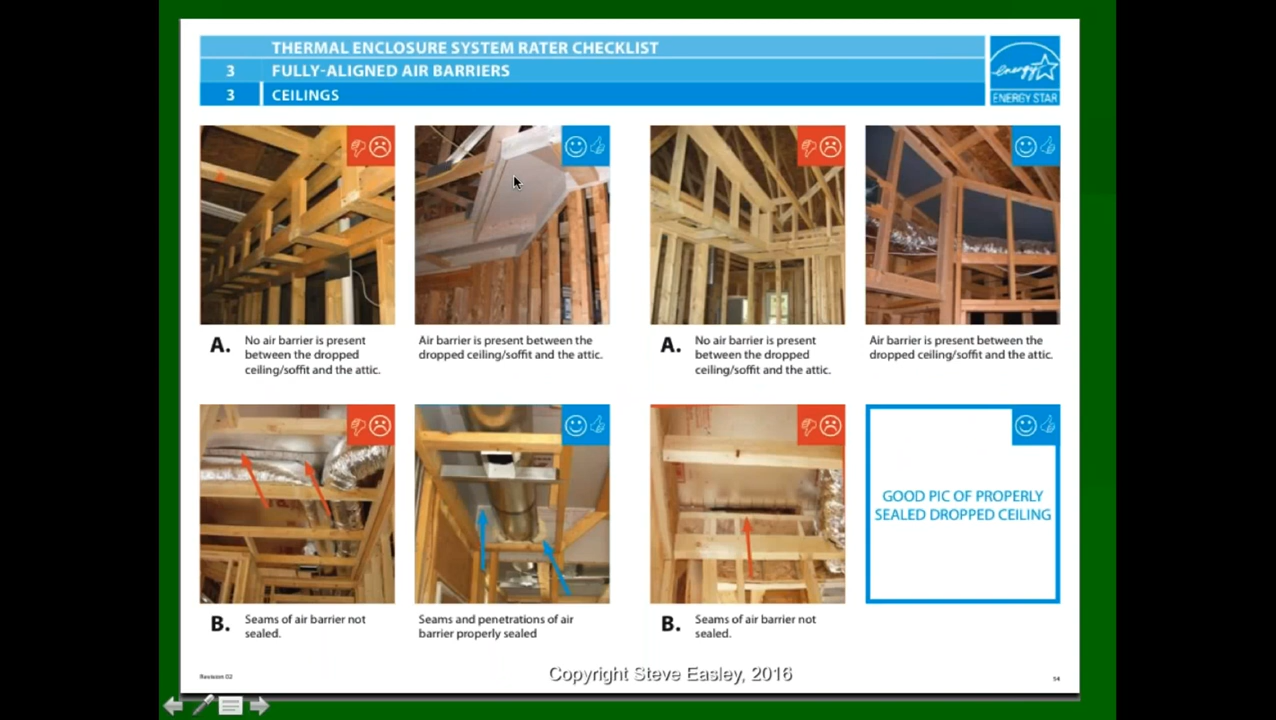 THERMAL ENCLOSURE SYSTEM RATER CHECKLIST
3 FULLY-ALIGNED AIR BARRIERS
3 CEILINGS
energy
ENERGY STAR
A. No air barrier is present
between the dropped
ceiling/soffit and the attic.
Air barrier is present between the
dropped ceiling/soffit and the attic.
A. No air barrier is present
between the dropped
ceiling/soffit and the attic.
Air barrier is present between the
dropped ceiling/soffit and the attic.
GOOD PIC OF PROPERLY
SEALED DROPPED CEILING
B. Seams of air barrier not
sealed.
Seams and penetrations of air
barrier properly sealed
B. Seams of air barrier not
sealed.
Revision 02
Copyright Steve Easley, 2016
54